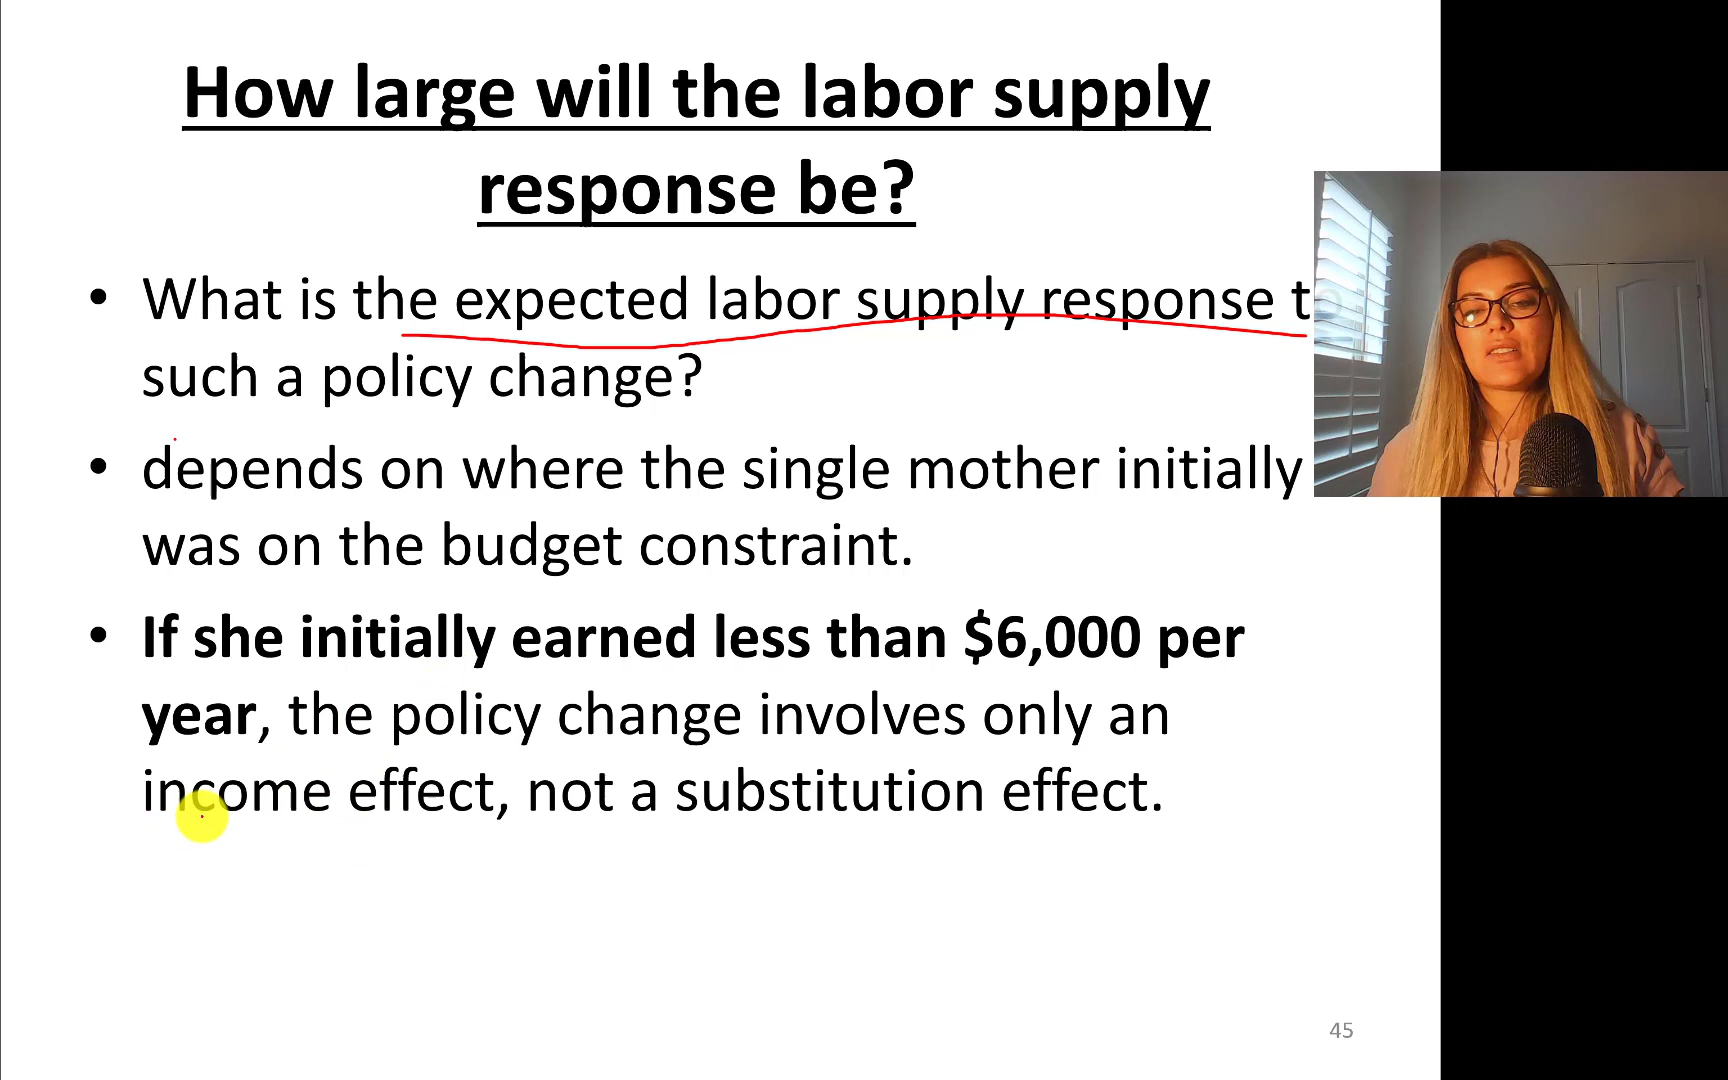 How large will the labor supply
response be?
• What is the expected labor supply response to
such a policy change?
• depends on where the single mother initially
was on the budget constraint.
• If she initially earned less than $6,000 per
year, the policy change involves only an
income effect, not a substitution effect.
45